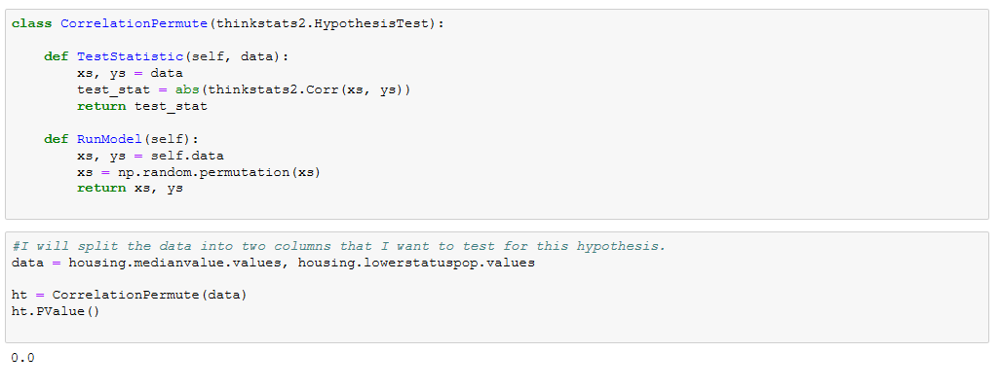 class CorrelationPermute(thinkstats2.HypothesisTest):
def TestStatistic(self, data):
xs, ys = data
test_stat = abs(thinkstats2.Corr(xs, ys))
return test_stat
def RunModel(self):
xs, ys = self.data
xs = np.random.permutation(xs)
return xs, ys
#I will split the data into two columns that I want to test for this hypothesis.
data = housing.medianvalue.values, housing.lowerstatuspop.values
ht = CorrelationPermute(data)
ht.PValue()
0.0